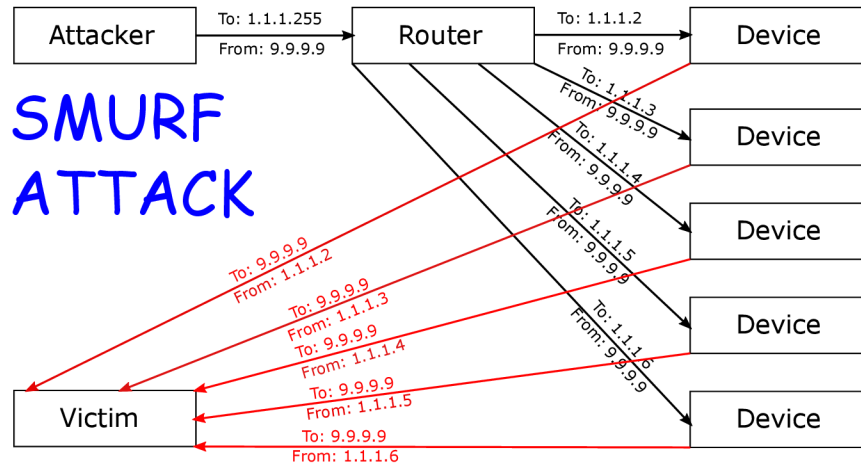 Attacker
To: 1.1.1.255
From: 9.9.9.9
Router
To: 1.1.1.2
From: 9.9.9.9
Device
SMURF
ATTACK
To: 1.1.1.3
From: 9.9.9.9
Device
To: 1.1.1.4
From: 9.9.9.9
Device
To: 1.1.1.5
From: 9.9.9.9
Device
To: 1.1.1.6
From: 9.9.9.9
Device
To: 9.9.9.9
From: 1.1.1.2
To: 9.9.9.9
From: 1.1.1.3
To: 9.9.9.9
From: 1.1.1.4
To: 9.9.9.9
From: 1.1.1.5
To: 9.9.9.9
From: 1.1.1.6
Victim